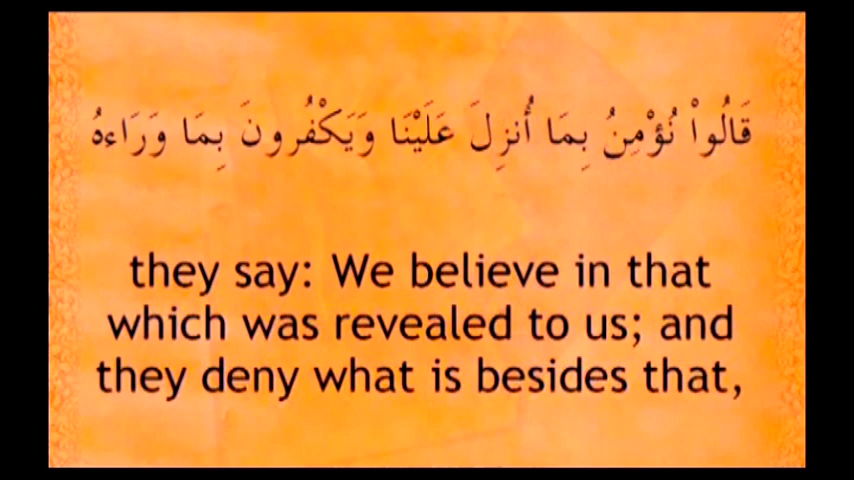 قَالُواْ نُؤْمِنُ بِمَا أُنزِلَ عَلَيْنَا وَيَكْفُرونَ بِمَا وَرَاءهُ
they say: We believe in that
which was revealed to us; and
they deny what is besides that,